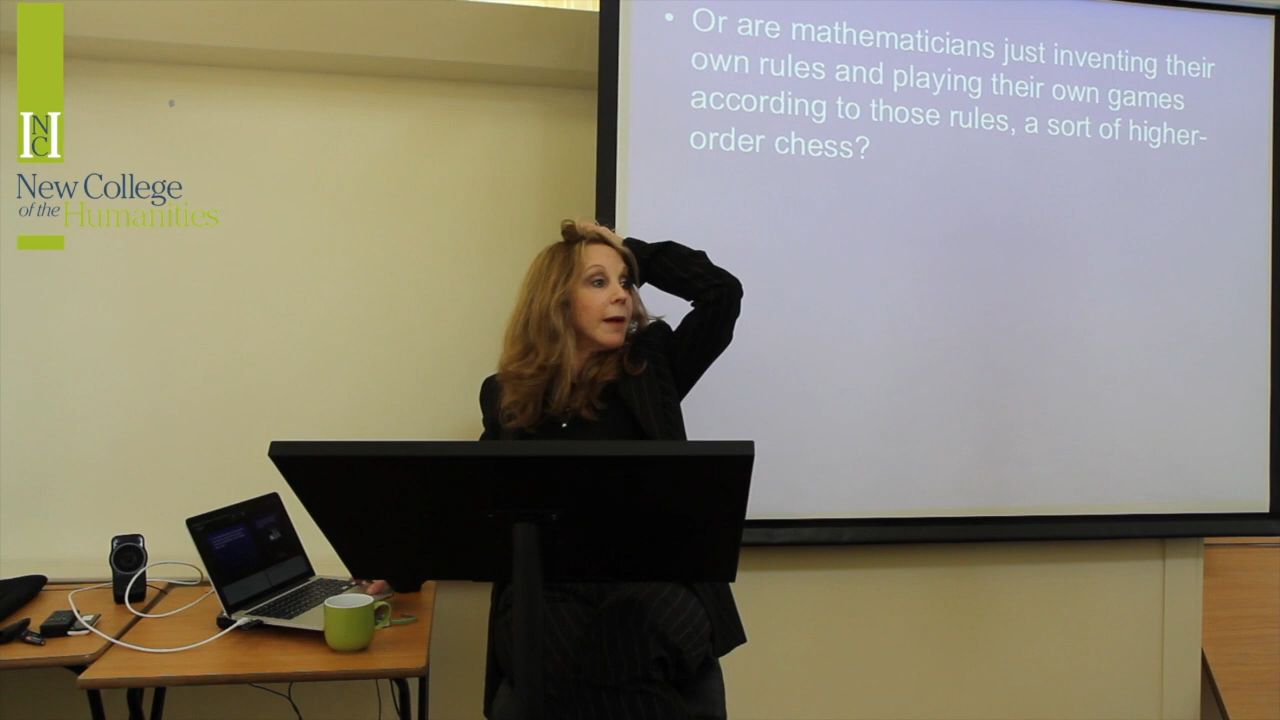 NCH
New College
of the Humanities
• Or are mathematicians just inventing their
own rules and playing their own games
according to those rules, a sort of higher-
order chess?